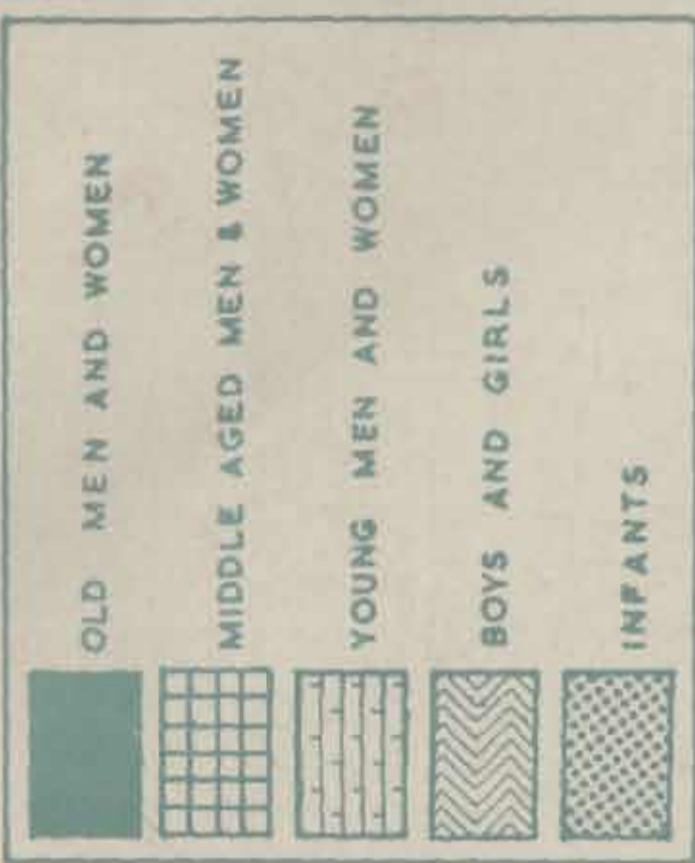 OLD MEN AND WOMEN
MIDDLE AGED MEN & WOMEN
YOUNG MEN AND WOMEN
BOYS AND GIRLS
INFANTS